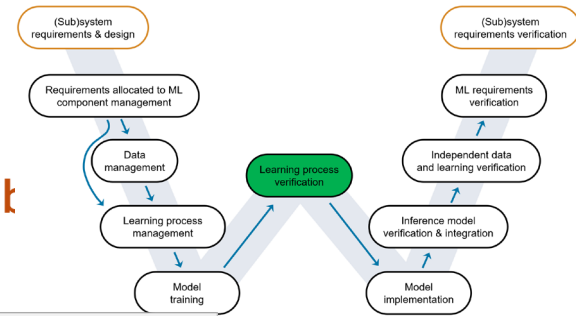 (Sub)system
requirements & design
(Sub)system
requirements verification
Requirements allocated to ML
component management
ML requirements
verification
Data
management
Learning process
verification
Independent data
and learning verification
Learning process
management
Inference model
verification & integration
Model
training
Model
implementation